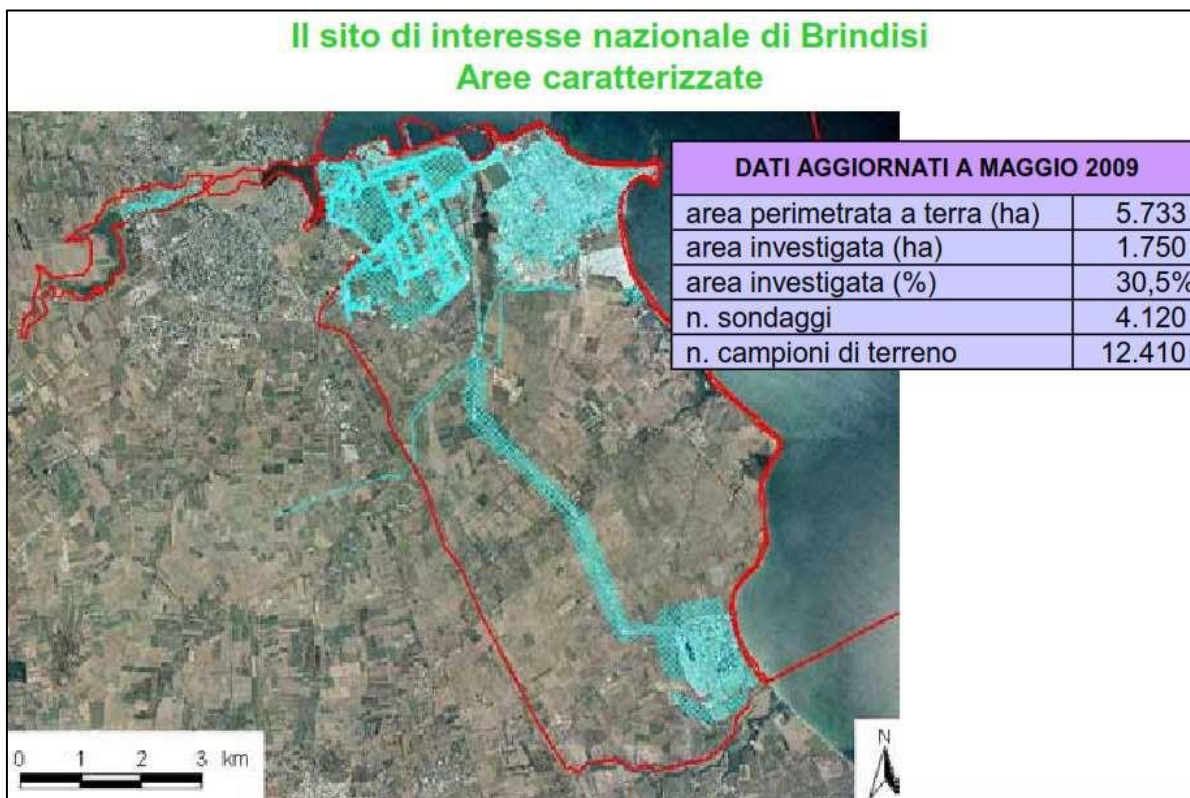 Il sito di interesse nazionale di Brindisi
Aree caratterizzate
DATI AGGIORNATI A MAGGIO 2009
area perimetrata a terra (ha) 5.733
area investigata (ha) 1.750
area investigata (%) 30,5%
n. sondaggi 4.120
n. campioni di terreno 12.410
0 1 2 3 km
N